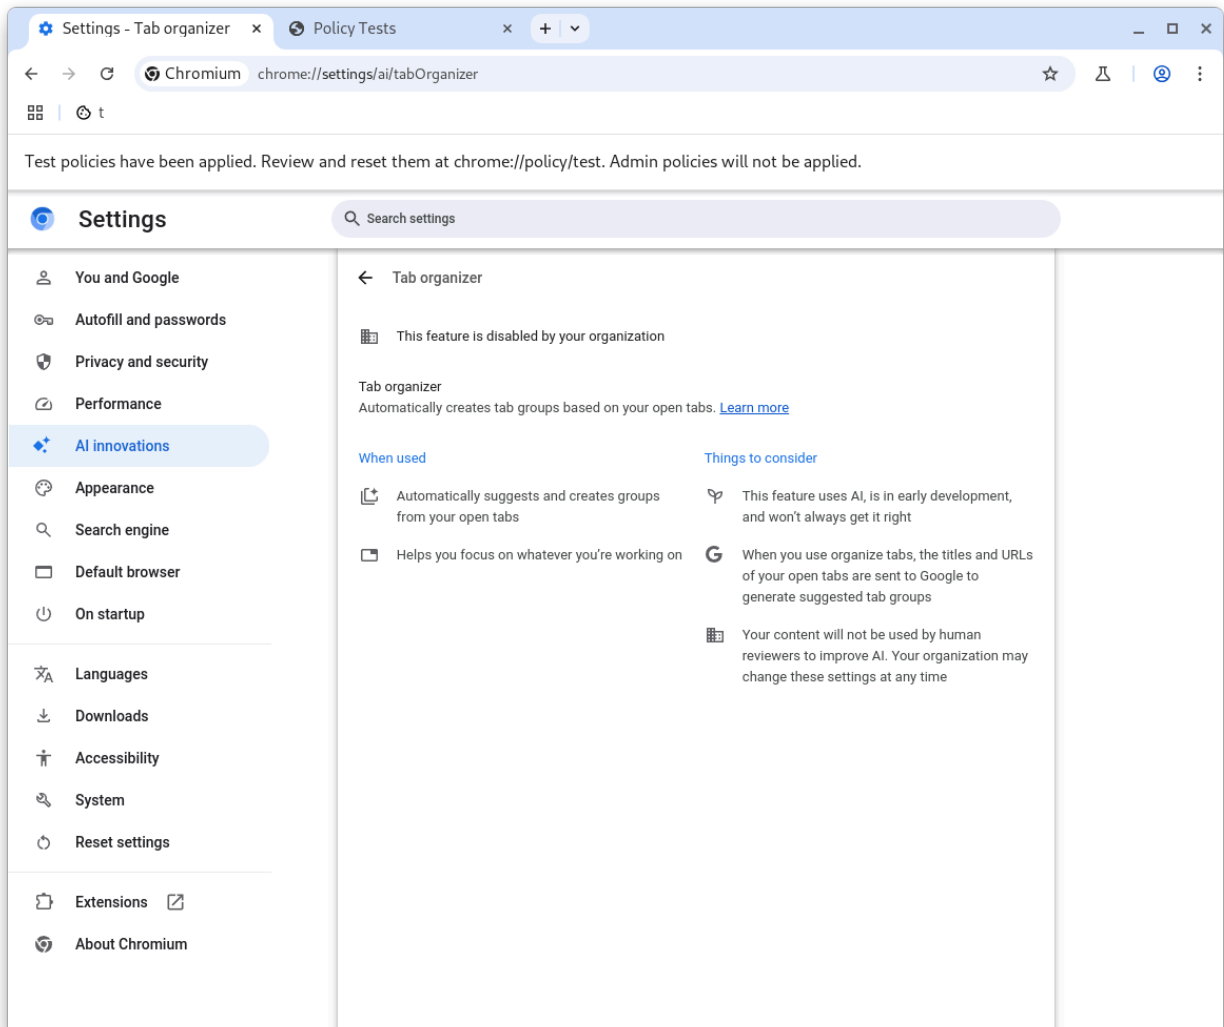 Settings - Tab organizer
Policy Tests
Chromium
chrome://settings/ai/tabOrganizer
t
Test policies have been applied. Review and reset them at chrome://policy/test. Admin policies will not be applied.
Settings
Search settings
You and Google
Autofill and passwords
Privacy and security
Performance
AI innovations
Appearance
Search engine
Default browser
On startup
Languages
Downloads
Accessibility
System
Reset settings
Extensions
About Chromium
Tab organizer
This feature is disabled by your organization
Tab organizer
Automatically creates tab groups based on your open tabs. Learn more
When used
Automatically suggests and creates groups
from your open tabs
Helps you focus on whatever you’re working on
Things to consider
This feature uses AI, is in early development,
and won’t always get it right
When you use organize tabs, the titles and URLs
of your open tabs are sent to Google to
generate suggested tab groups
Your content will not be used by human
reviewers to improve AI. Your organization may
change these settings at any time